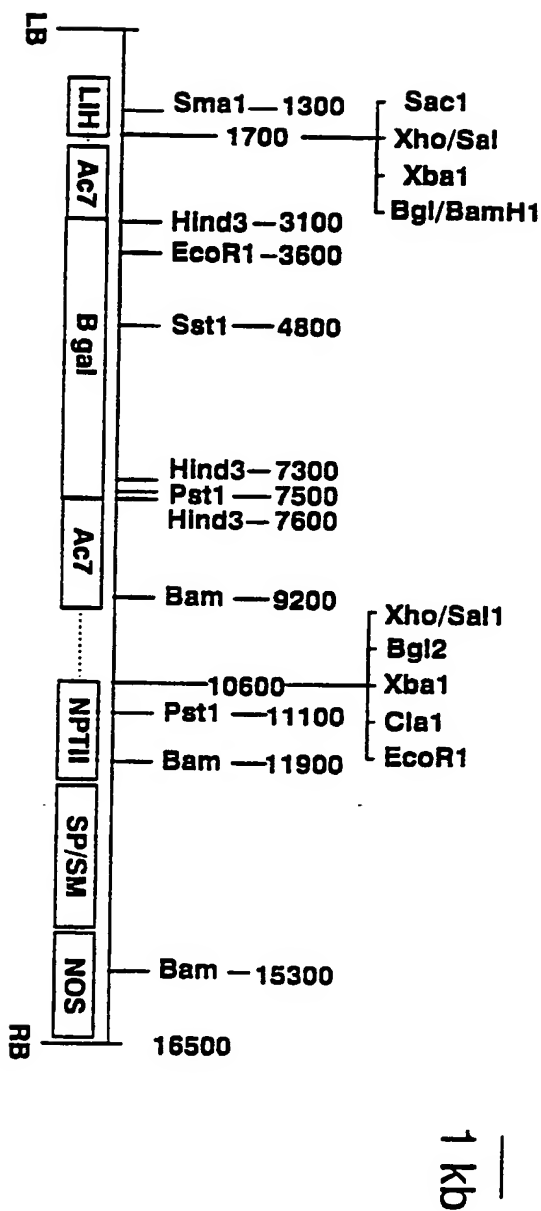 LB
LIH
Ac7
B gal
Ac7
NPTII
SP/SM
NOS
RB
Sma1—1300
1700
Hind3—3100
EcoR1—3600
Sst1—4800
Hind3—7300
Pst1—7500
Hind3—7600
Bam—9200
10600
Pst1—11100
Bam—11900
Bam—15300
16500
Sac1
Xho/Sal
Xba1
Bgl/BamH1
Xho/Sal1
Bgl2
Xba1
Cla1
EcoR1
1 kb